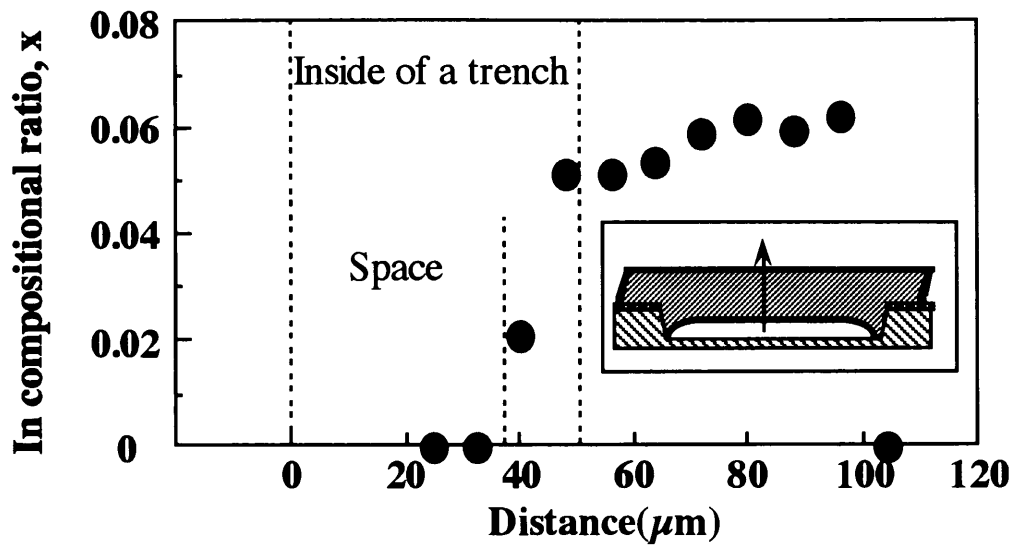 In compositional ratio, x
0.08
0.06
0.04
0.02
0
Inside of a trench
Space
0 20 40 60 80 100 120
Distance(μm)